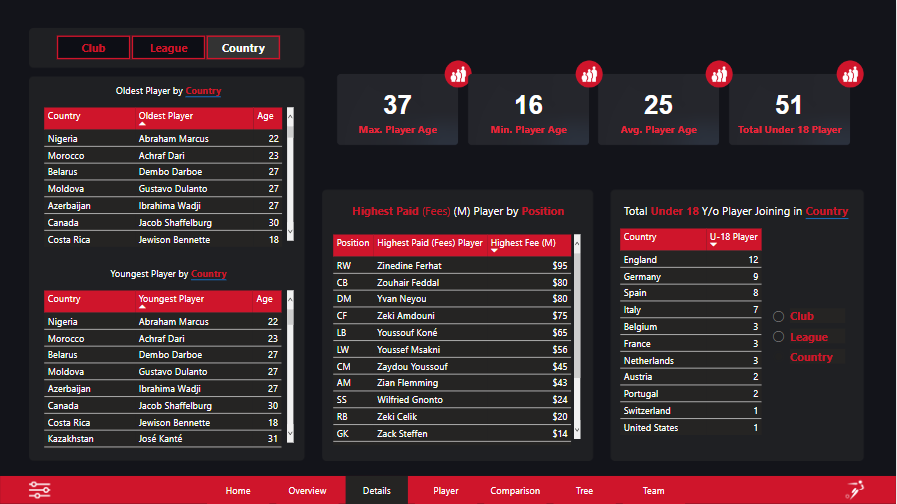 Club League Country
Oldest Player by Country
Country Oldest Player Age
Nigeria Abraham Marcus 22
Morocco Achraf Dari 23
Belarus Dembo Darboe 27
Moldova Gustavo Dulanto 27
Azerbaijan Ibrahima Wadji 27
Canada Jacob Shaffelburg 30
Costa Rica Jewison Bennette 18
Youngest Player by Country
Country Youngest Player Age
Nigeria Abraham Marcus 22
Morocco Achraf Dari 23
Belarus Dembo Darboe 27
Moldova Gustavo Dulanto 27
Azerbaijan Ibrahima Wadji 27
Canada Jacob Shaffelburg 30
Costa Rica Jewison Bennette 18
Kazakhstan José Kanté 31
37
Max. Player Age
16
Min. Player Age
25
Avg. Player Age
51
Total Under 18 Player
Highest Paid (Fees) (M) Player by Position
Position Highest Paid (Fees) Player Highest Fee (M)
RW Zinedine Ferhat $95
CB Zouhair Feddal $80
DM Yvan Neyou $80
CF Zeki Amdouni $75
LB Youssouf Koné $65
LW Youssef Msakni $56
CM Zaydou Youssouf $45
AM Zian Flemming $43
SS Wilfried Gnonto $24
RB Zeki Celik $20
GK Zack Steffen $14
Total Under 18 Y/o Player Joining in Country
Country U-18 Player
England 12
Germany 9
Spain 8
Italy 7
Belgium 3
France 3
Netherlands 3
Austria 2
Portugal 2
Switzerland 1
United States 1
Club
League
Country
Home Overview Details Player Comparison Tree Team